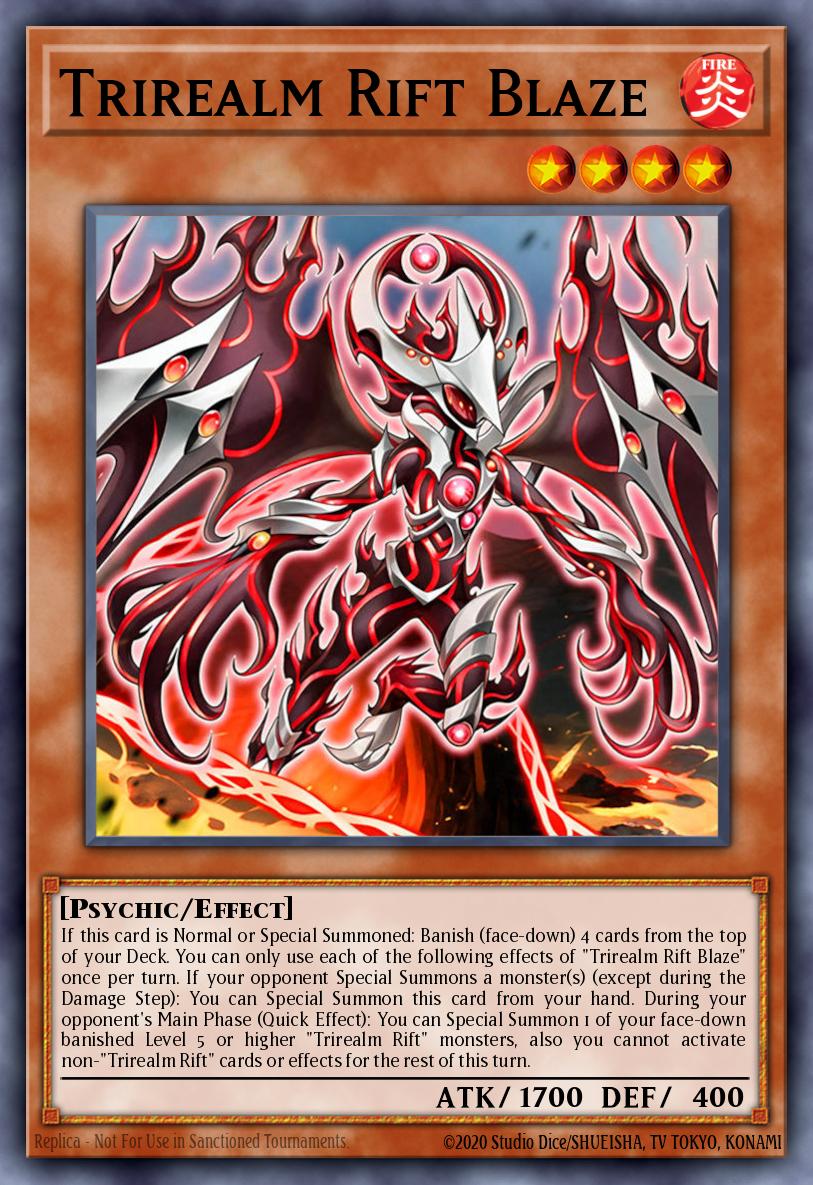 Trirealm Rift Blaze
FIRE
炎
[Psychic/Effect]
If this card is Normal or Special Summoned: Banish (face-down) 4 cards from the top
of your Deck. You can only use each of the following effects of "Trirealm Rift Blaze"
once per turn. If your opponent Special Summons a monster(s) (except during the
Damage Step): You can Special Summon this card from your hand. During your
opponent's Main Phase (Quick Effect): You can Special Summon 1 of your face-down
banished Level 5 or higher "Trirealm Rift" monsters, also you cannot activate
non-"Trirealm Rift" cards or effects for the rest of this turn.
ATK/ 1700 DEF/ 400
Replica - Not For Use in Sanctioned Tournaments.
©2020 Studio Dice/SHUEISHA, TV TOKYO, KONAMI